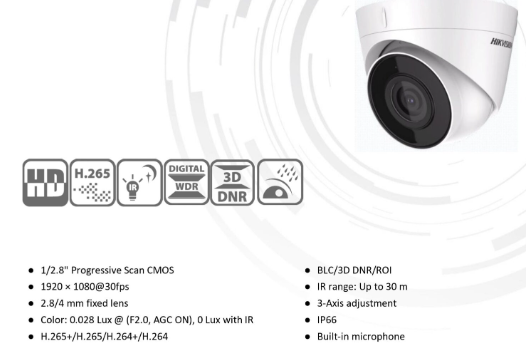 HIKVISION
HD
H.265
IR
DIGITAL
WDR
3D
DNR
● 1/2.8" Progressive Scan CMOS
● 1920 × 1080@30fps
● 2.8/4 mm fixed lens
● Color: 0.028 Lux @ (F2.0, AGC ON), 0 Lux with IR
● H.265+/H.265/H.264+/H.264
● BLC/3D DNR/ROI
● IR range: Up to 30 m
● 3-Axis adjustment
● IP66
● Built-in microphone